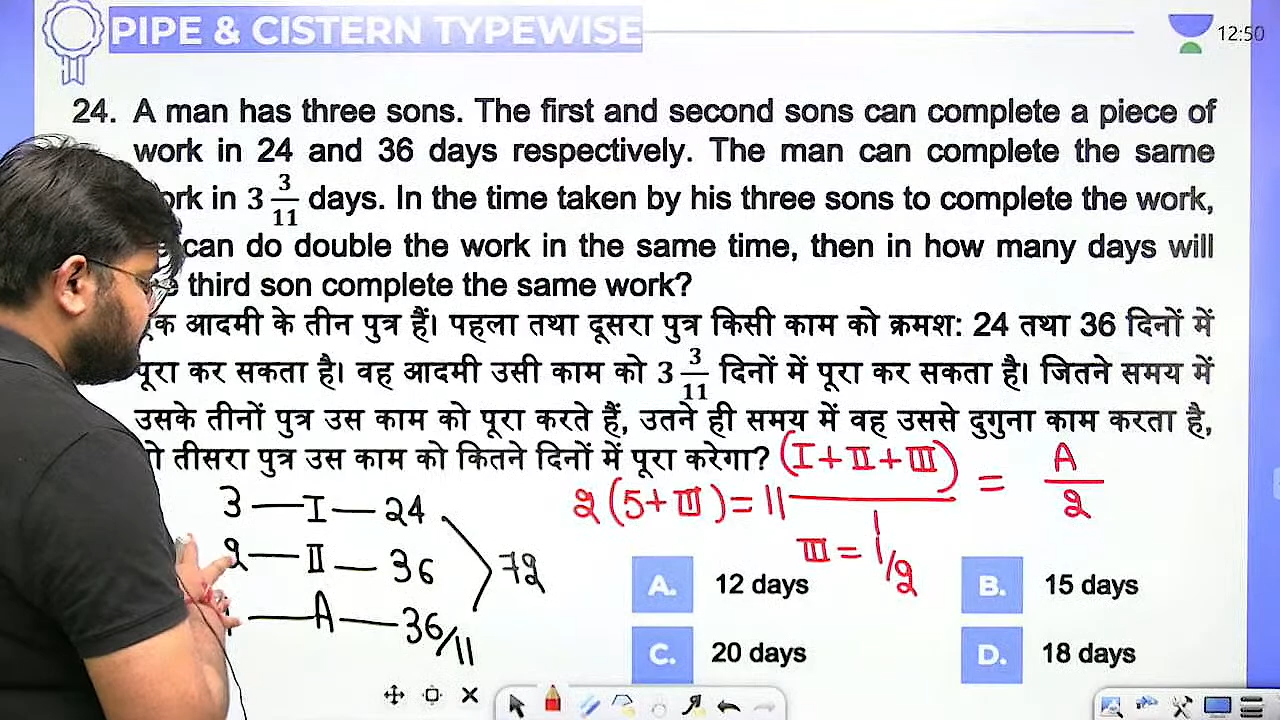 PIPE & CISTERN TYPEWISE
12:50
24. A man has three sons. The first and second sons can complete a piece of
work in 24 and 36 days respectively. The man can complete the same
ork in 3 3/11 days. In the time taken by his three sons to complete the work,
can do double the work in the same time, then in how many days will
third son complete the same work?
क आदमी के तीन पुत्र हैं। पहला तथा दूसरा पुत्र किसी काम को क्रमश: 24 तथा 36 दिनों में
पूरा कर सकता है। वह आदमी उसी काम को 3 3/11 दिनों में पूरा कर सकता है। जितने समय में
उसके तीनों पुत्र उस काम को पूरा करते हैं, उतने ही समय में वह उससे दुगुना काम करता है,
तीसरा पुत्र उस काम को कितने दिनों में पूरा करेगा?
(I+II+III)/1 = A/2
2(5+III)=11
III=1/2
3—I—24
2—II—36
72
A—36/11
A. 12 days
B. 15 days
C. 20 days
D. 18 days